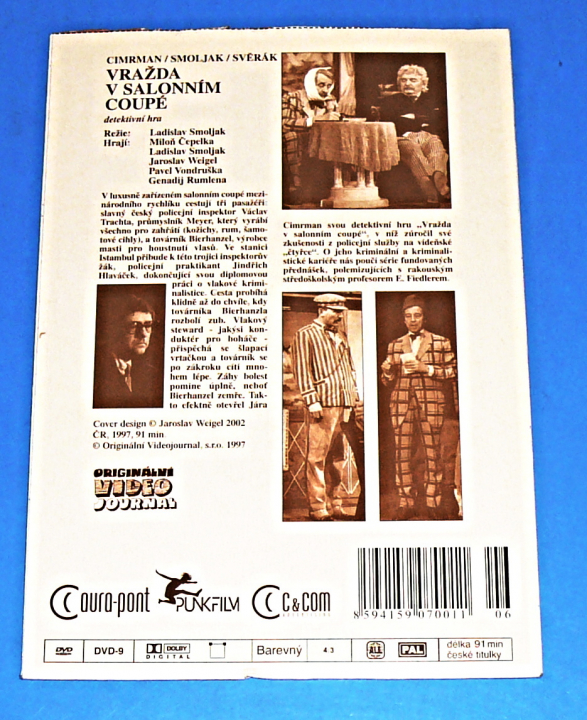 CIMRMAN / SMOLJAK / SVĚRÁK
VRAŽDA
V SALONNÍM
COUPÉ
detektivní hra
Režie: Ladislav Smoljak
Hrají: Miloň Čepelka
Ladislav Smoljak
Jaroslav Weigel
Pavel Vondruška
Genadij Rumlena
V luxusně zařízeném salonním coupé mezi-
národního rychlíku cestují tři pasažéři:
slavný český policejní inspektor Václav
Trachta, průmyslník Meyer, který vyrábí
všechno pro zahřátí (kožichy, rum, šamo-
tové cihly), a továrník Bierhanzel, výrobce
masti pro houstnutí vlasů. Ve stanici
Istambul přibude k této trojici inspektorův
žák, policejní praktikant Jindřich
Hlaváček, dokončující svou diplomovou
práci o vlakové krimi-
nalistice. Cesta probíhá
klidně až do chvíle, kdy
továrníka Bierhanzla
rozbolí zub. Vlakový
steward - jakýsi kon-
duktér pro boháče -
přispěchá se šlapací
vrtačkou a továrník se
po zákroku cítí mno-
hem lépe. Záhy bolest
pomine úplně, neboť
Bierhanzel zemře. Tak-
to efektně otevřel Jára
Cimrman svou detektivní hru „Vražda
v salonním coupé“, v níž zúročil své
zkušenosti z policejní služby na vídeňské
„čtyřce“. O jeho kriminální a kriminali-
stické kariéře nás poučí série fundovaných
přednášek, polemizujících s rakouským
středoškolským profesorem E. Fiedlerem.
Cover design © Jaroslav Weigel 2002
ČR, 1997, 91 min
© Originální Videojournal, s.r.o. 1997
ORIGINÁLNÍ
VIDEO
JOURNAL
oura-pont
PUNKFILM
C&COM
8 594159 070011 06
DVD
DVD-9
DOLBY
DIGITAL
Barevný
4:3
ALL
PAL
délka 91 min
české titulky